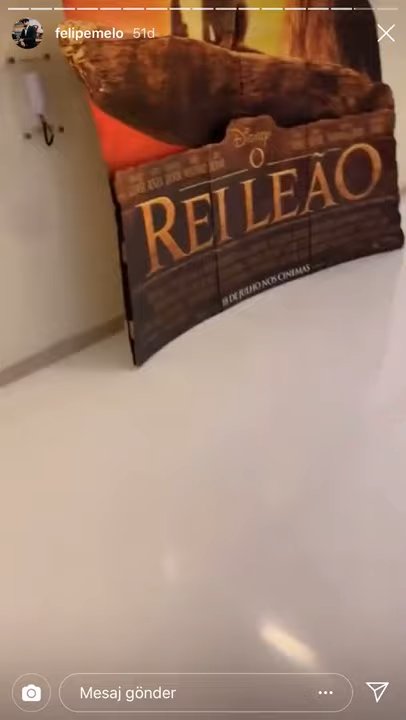 felipemelo 51d
Disney
O
REI LEÃO
18 DE JULHO NOS CINEMAS
Mesaj gönder